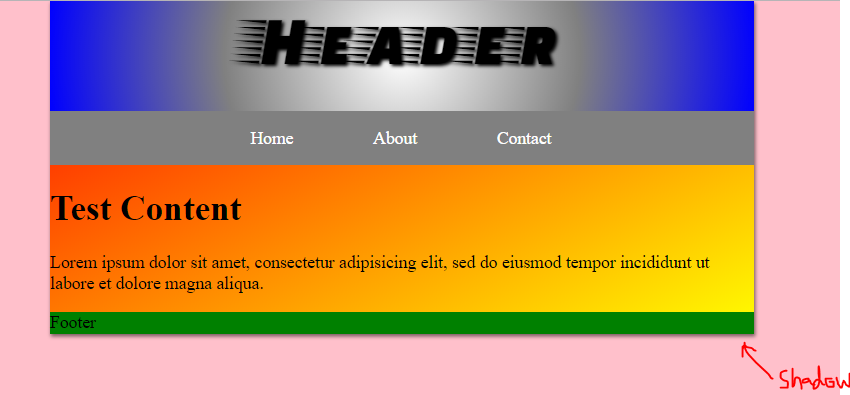 HEADER
Home About Contact
Test Content
Lorem ipsum dolor sit amet, consectetur adipisicing elit, sed do eiusmod tempor incididunt ut
labore et dolore magna aliqua.
Footer
Shadow